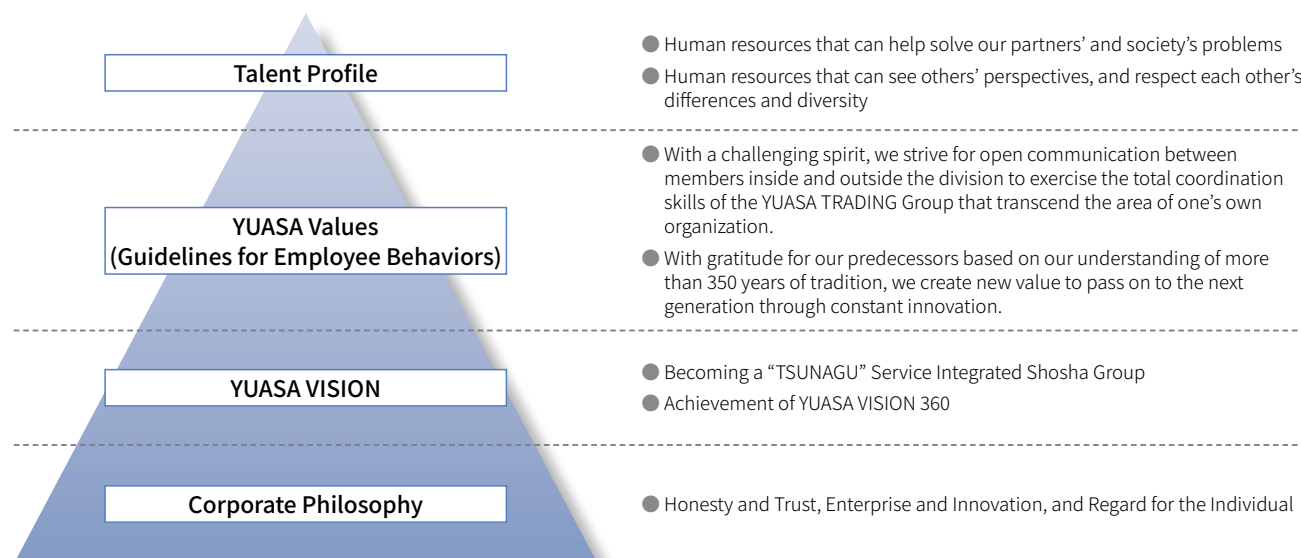 Talent Profile
● Human resources that can help solve our partners’ and society’s problems
● Human resources that can see others’ perspectives, and respect each other’s
differences and diversity
YUASA Values
(Guidelines for Employee Behaviors)
● With a challenging spirit, we strive for open communication between
members inside and outside the division to exercise the total coordination
skills of the YUASA TRADING Group that transcend the area of one’s own
organization.
● With gratitude for our predecessors based on our understanding of more
than 350 years of tradition, we create new value to pass on to the next
generation through constant innovation.
YUASA VISION
● Becoming a “TSUNAGU” Service Integrated Shosha Group
● Achievement of YUASA VISION 360
Corporate Philosophy
● Honesty and Trust, Enterprise and Innovation, and Regard for the Individual